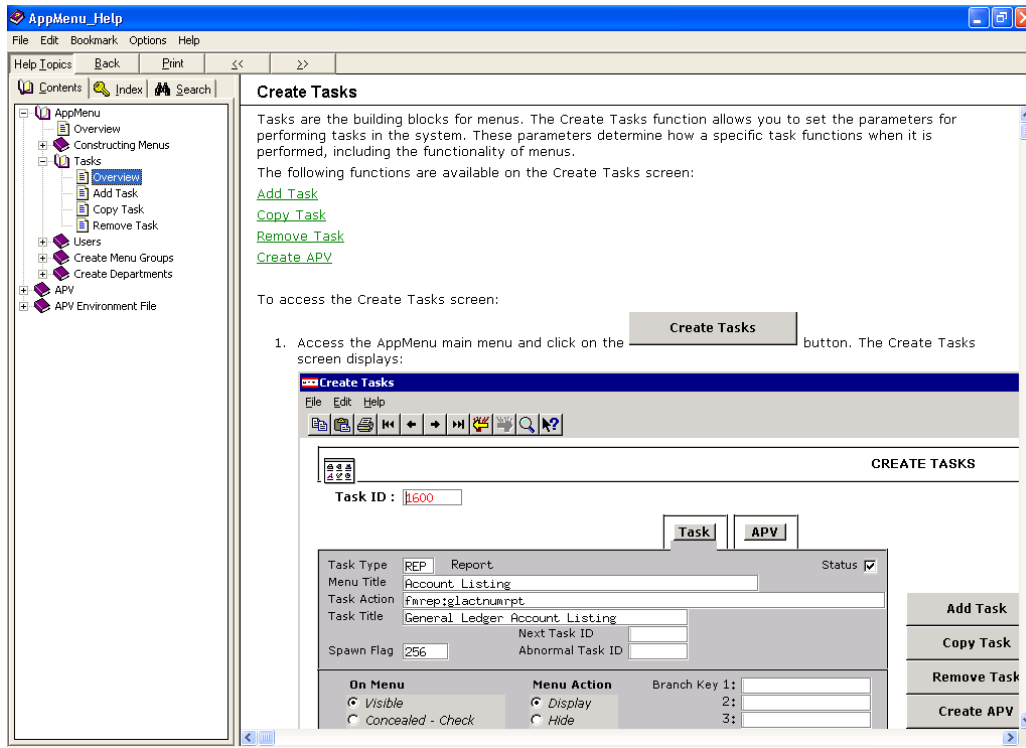 AppMenu_Help
File Edit Bookmark Options Help
Help Topics Back Print << >>
Contents Index Search
AppMenu
Overview
Constructing Menus
Tasks
Overview
Add Task
Copy Task
Remove Task
Users
Create Menu Groups
Create Departments
APV
APV Environment File
Create Tasks
Tasks are the building blocks for menus. The Create Tasks function allows you to set the parameters for
performing tasks in the system. These parameters determine how a specific task functions when it is
performed, including the functionality of menus.
The following functions are available on the Create Tasks screen:
Add Task
Copy Task
Remove Task
Create APV
To access the Create Tasks screen:
1. Access the AppMenu main menu and click on the Create Tasks button. The Create Tasks
screen displays:
Create Tasks
File Edit Help
CREATE TASKS
Task ID : 1600
Task APV
Task Type REP Report Status
Menu Title Account Listing
Task Action fmrep:glactnumrpt
Task Title General Ledger Account Listing
Next Task ID
Spawn Flag 256 Abnormal Task ID
Add Task
Copy Task
Remove Task
Create APV
On Menu Menu Action Branch Key 1:
Visible Display 2:
Concealed - Check Hide 3: